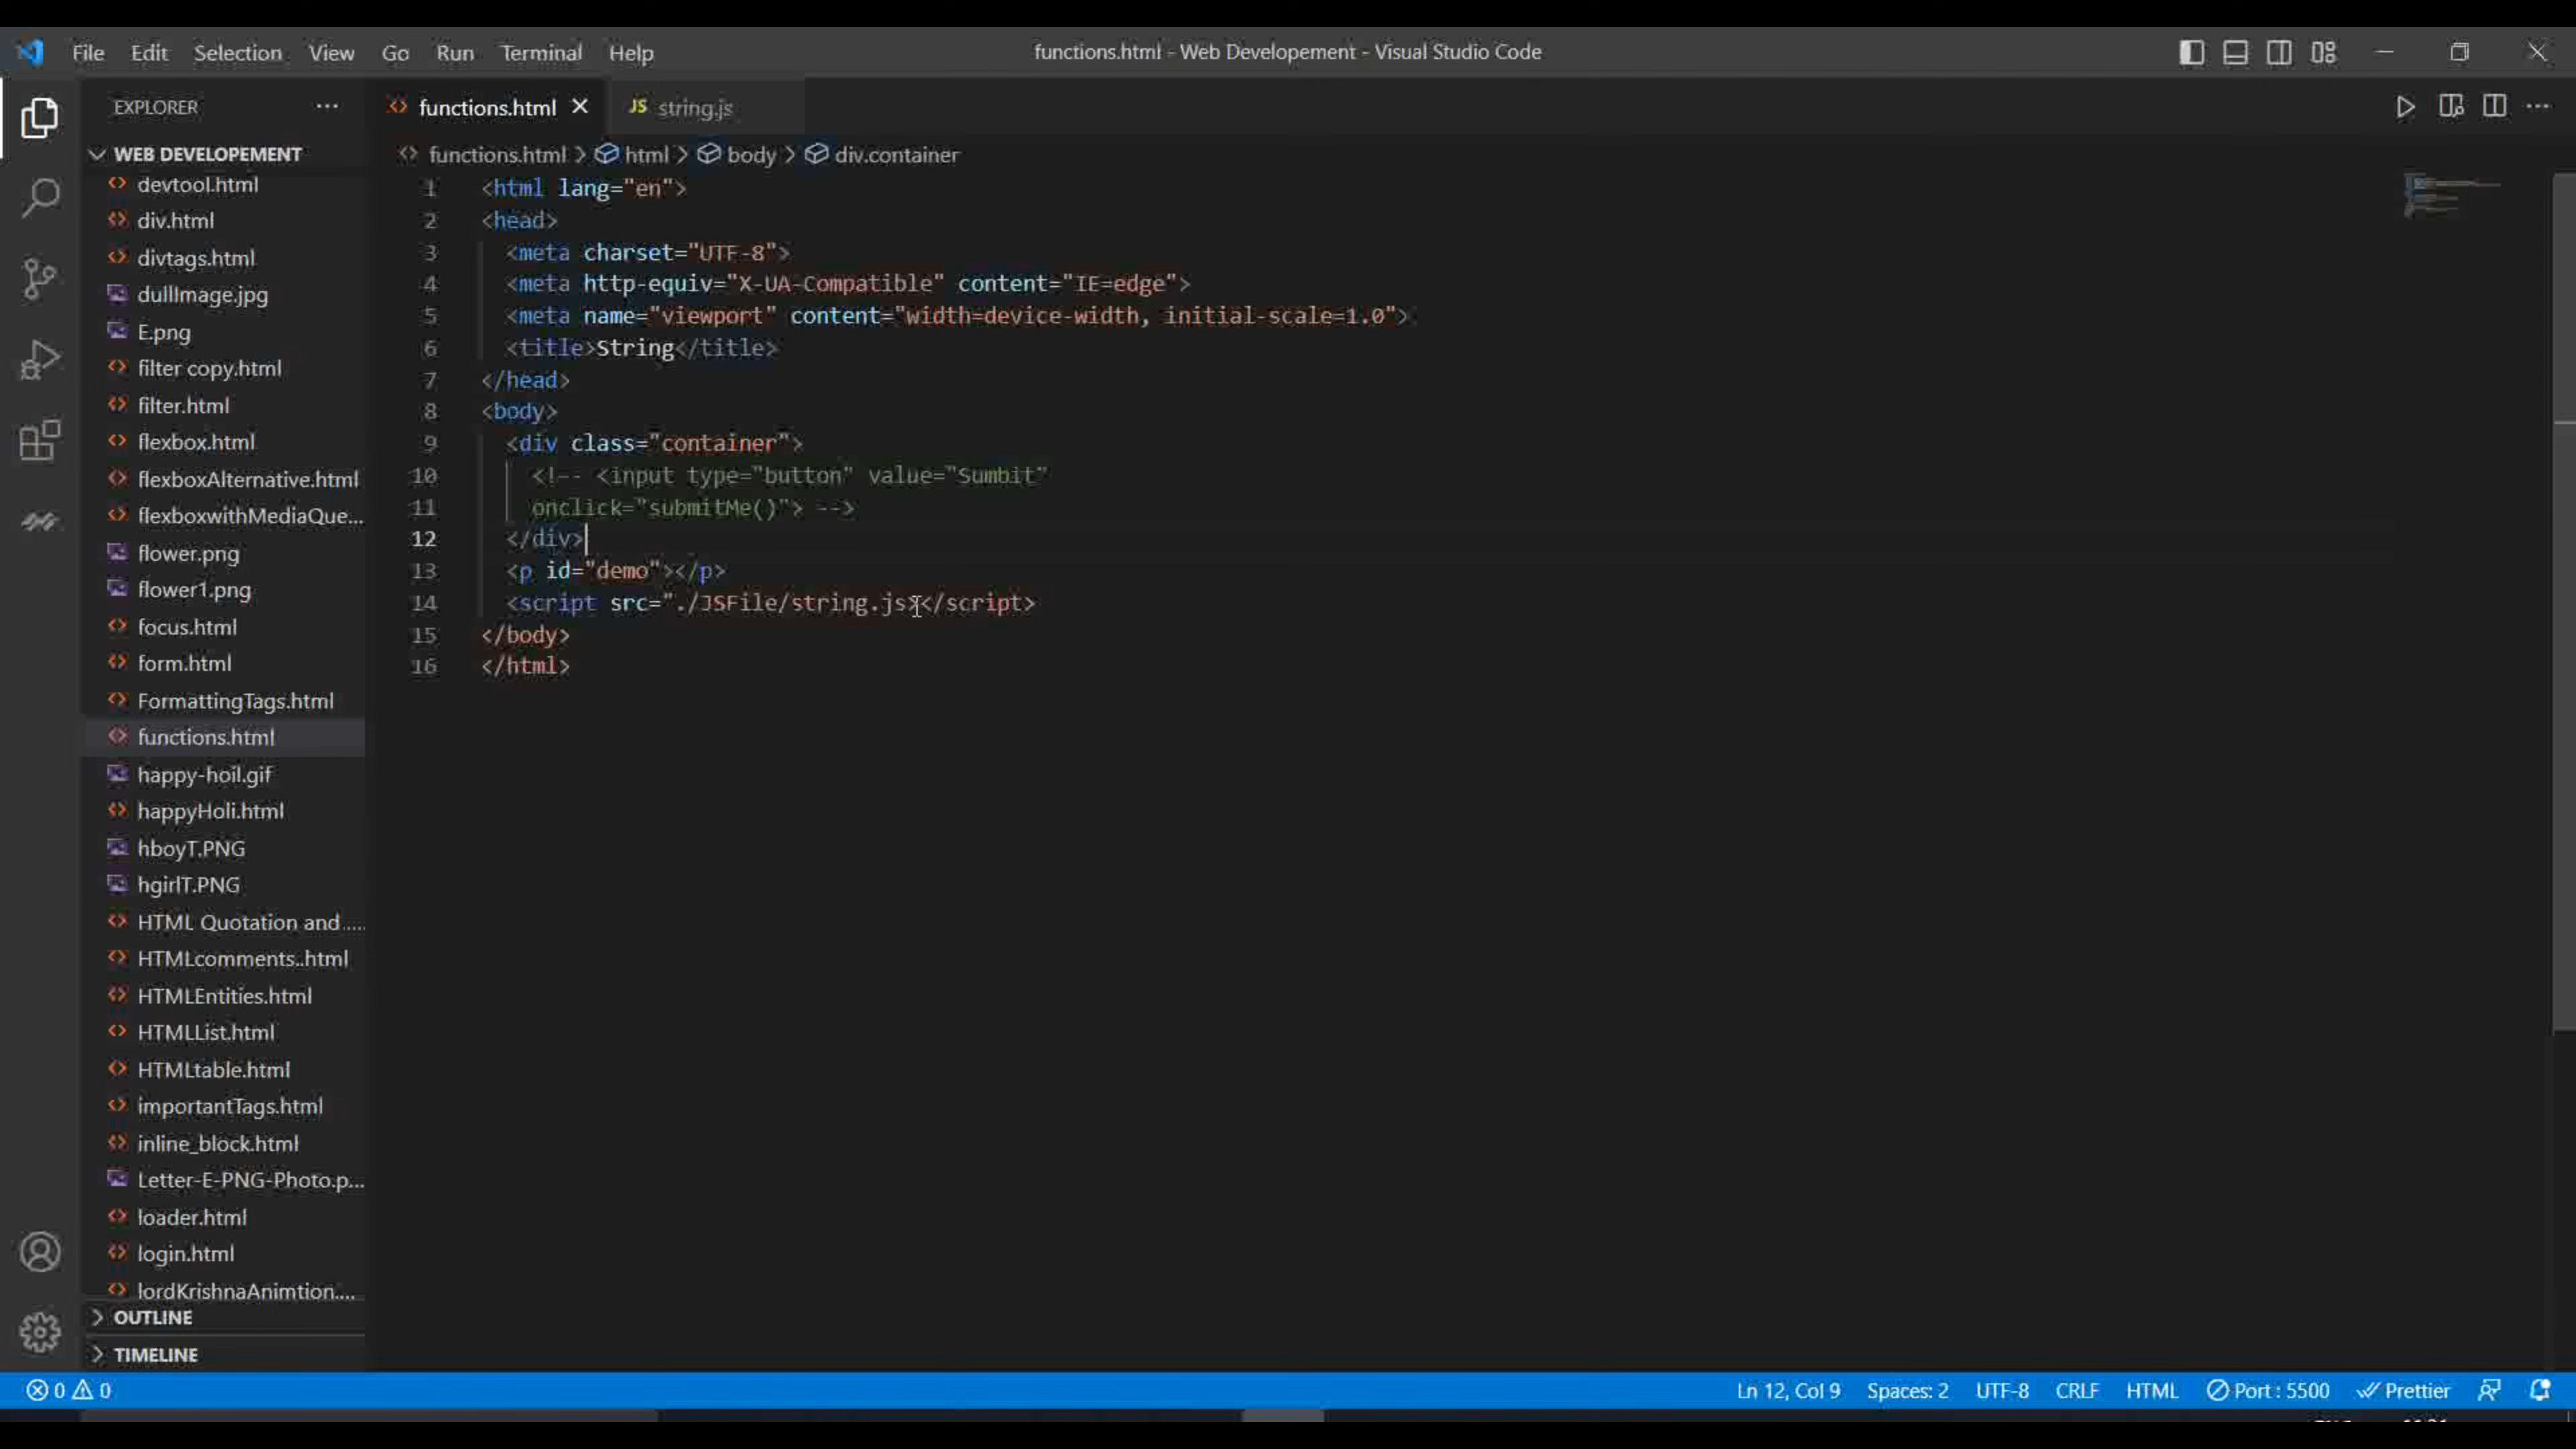 File Edit Selection View Go Run Terminal Help
functions.html - Web Developement - Visual Studio Code
EXPLORER
functions.html
JS string.js
WEB DEVELOPEMENT
functions.html > html > body > div.container
devtool.html
div.html
divtags.html
dullImage.jpg
E.png
filter copy.html
filter.html
flexbox.html
flexboxAlternative.html
flexboxwithMediaQue...
flower.png
flower1.png
focus.html
form.html
FormattingTags.html
functions.html
happy-hoil.gif
happyHoli.html
hboyT.PNG
hgirlT.PNG
HTML Quotation and .....
HTMLcomments..html
HTMLEntities.html
HTMLList.html
HTMLtable.html
importantTags.html
inline_block.html
Letter-E-PNG-Photo.p...
loader.html
login.html
lordKrishnaAnimtion....
OUTLINE
TIMELINE
1 <html lang="en">
2 <head>
3 <meta charset="UTF-8">
4 <meta http-equiv="X-UA-Compatible" content="IE=edge">
5 <meta name="viewport" content="width=device-width, initial-scale=1.0">
6 <title>String</title>
7 </head>
8 <body>
9 <div class="container">
10 <!-- <input type="button" value="Sumbit"
11 onclick="submitMe()"> -->
12 </div>
13 <p id="demo"></p>
14 <script src="./JSFile/string.js></script>
15 </body>
16 </html>
0 0
Ln 12, Col 9 Spaces: 2 UTF-8 CRLF HTML Port : 5500 Prettier